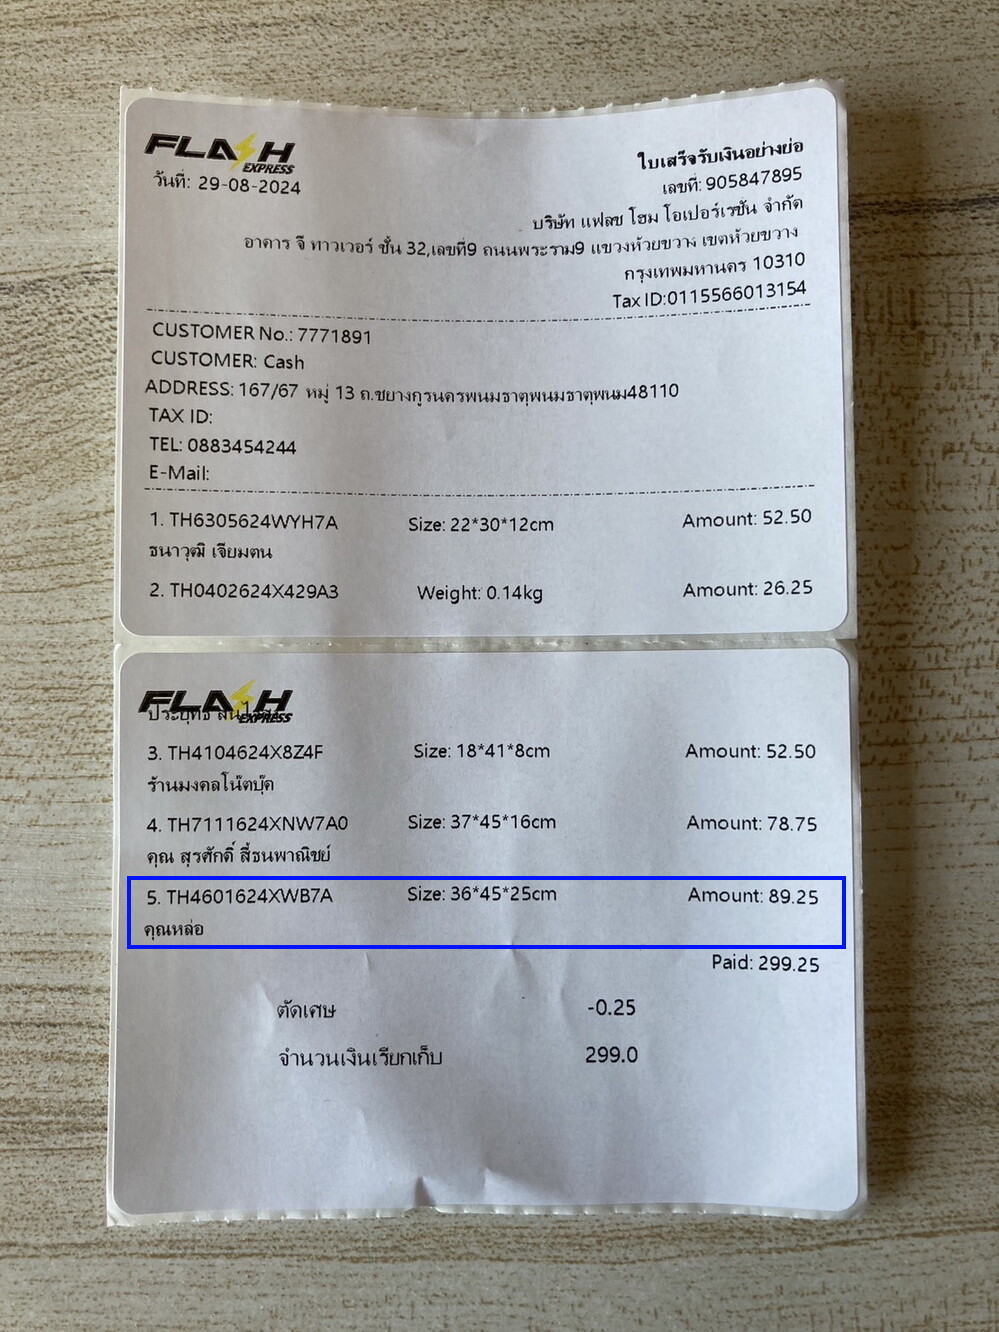 FLASH
EXPRESS
วันที่: 29-08-2024
ใบเสร็จรับเงินอย่างย่อ
เลขที่: 905847895
บริษัท แฟลช โฮม โอเปอร์เรชัน จำกัด
อาคาร จี ทาวเวอร์ ชั้น 32,เลขที่9 ถนนพระราม9 แขวงห้วยขวาง เขตห้วยขวาง
กรุงเทพมหานคร 10310
Tax ID:0115566013154
CUSTOMER No.: 7771891
CUSTOMER: Cash
ADDRESS: 167/67 หมู่ 13 ถ.ชยางกูรนครพนมธาตุพนมธาตุพนม48110
TAX ID:
TEL: 0883454244
E-Mail:
1. TH6305624WYH7A Size: 22*30*12cm Amount: 52.50
ธนาวุฒิ เจียมตน
2. TH0402624X429A3 Weight: 0.14kg Amount: 26.25
FLASH
EXPRESS
ประยุทธ
3. TH4104624X8Z4F Size: 18*41*8cm Amount: 52.50
ร้านมงคลโน๊ตบุ๊ค
4. TH7111624XNW7A0 Size: 37*45*16cm Amount: 78.75
คุณ สุรศักดิ์ สี่ธนพาณิชย์
5. TH4601624XWB7A Size: 36*45*25cm Amount: 89.25
คุณหล่อ
Paid: 299.25
ตัดเศษ -0.25
จำนวนเงินเรียกเก็บ 299.0